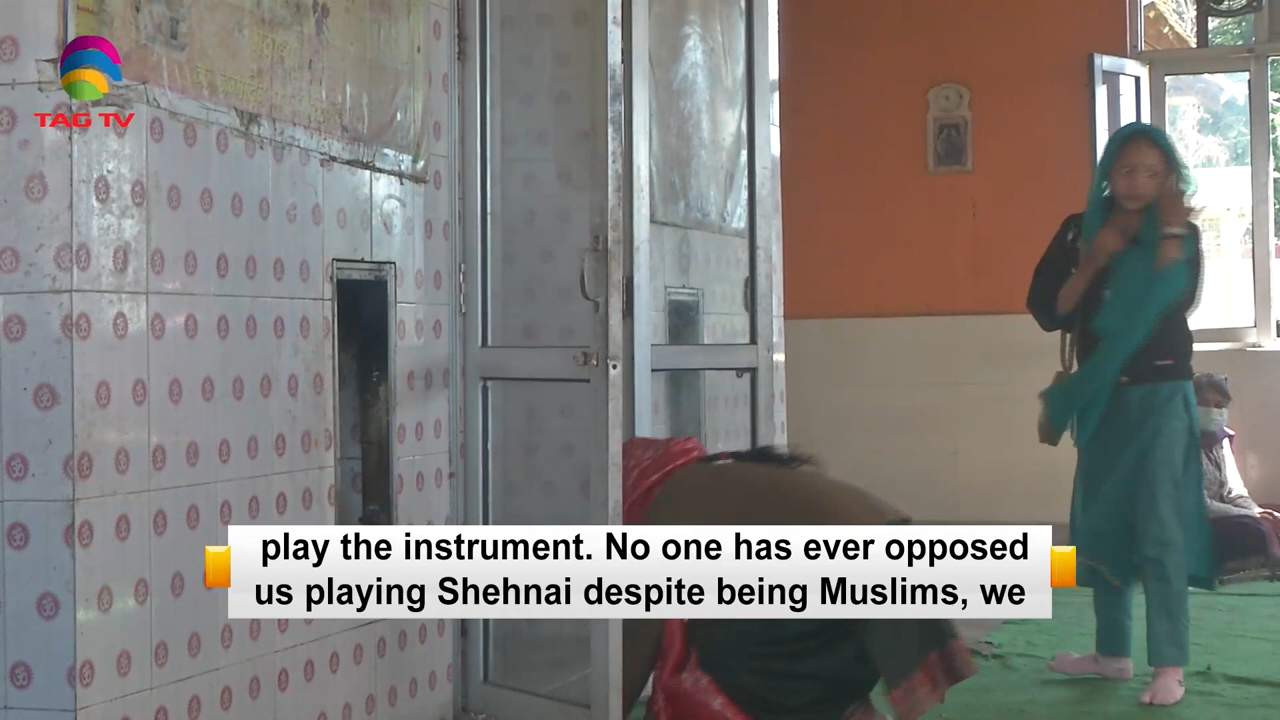 TAG TV
play the instrument. No one has ever opposed
us playing Shehnai despite being Muslims, we